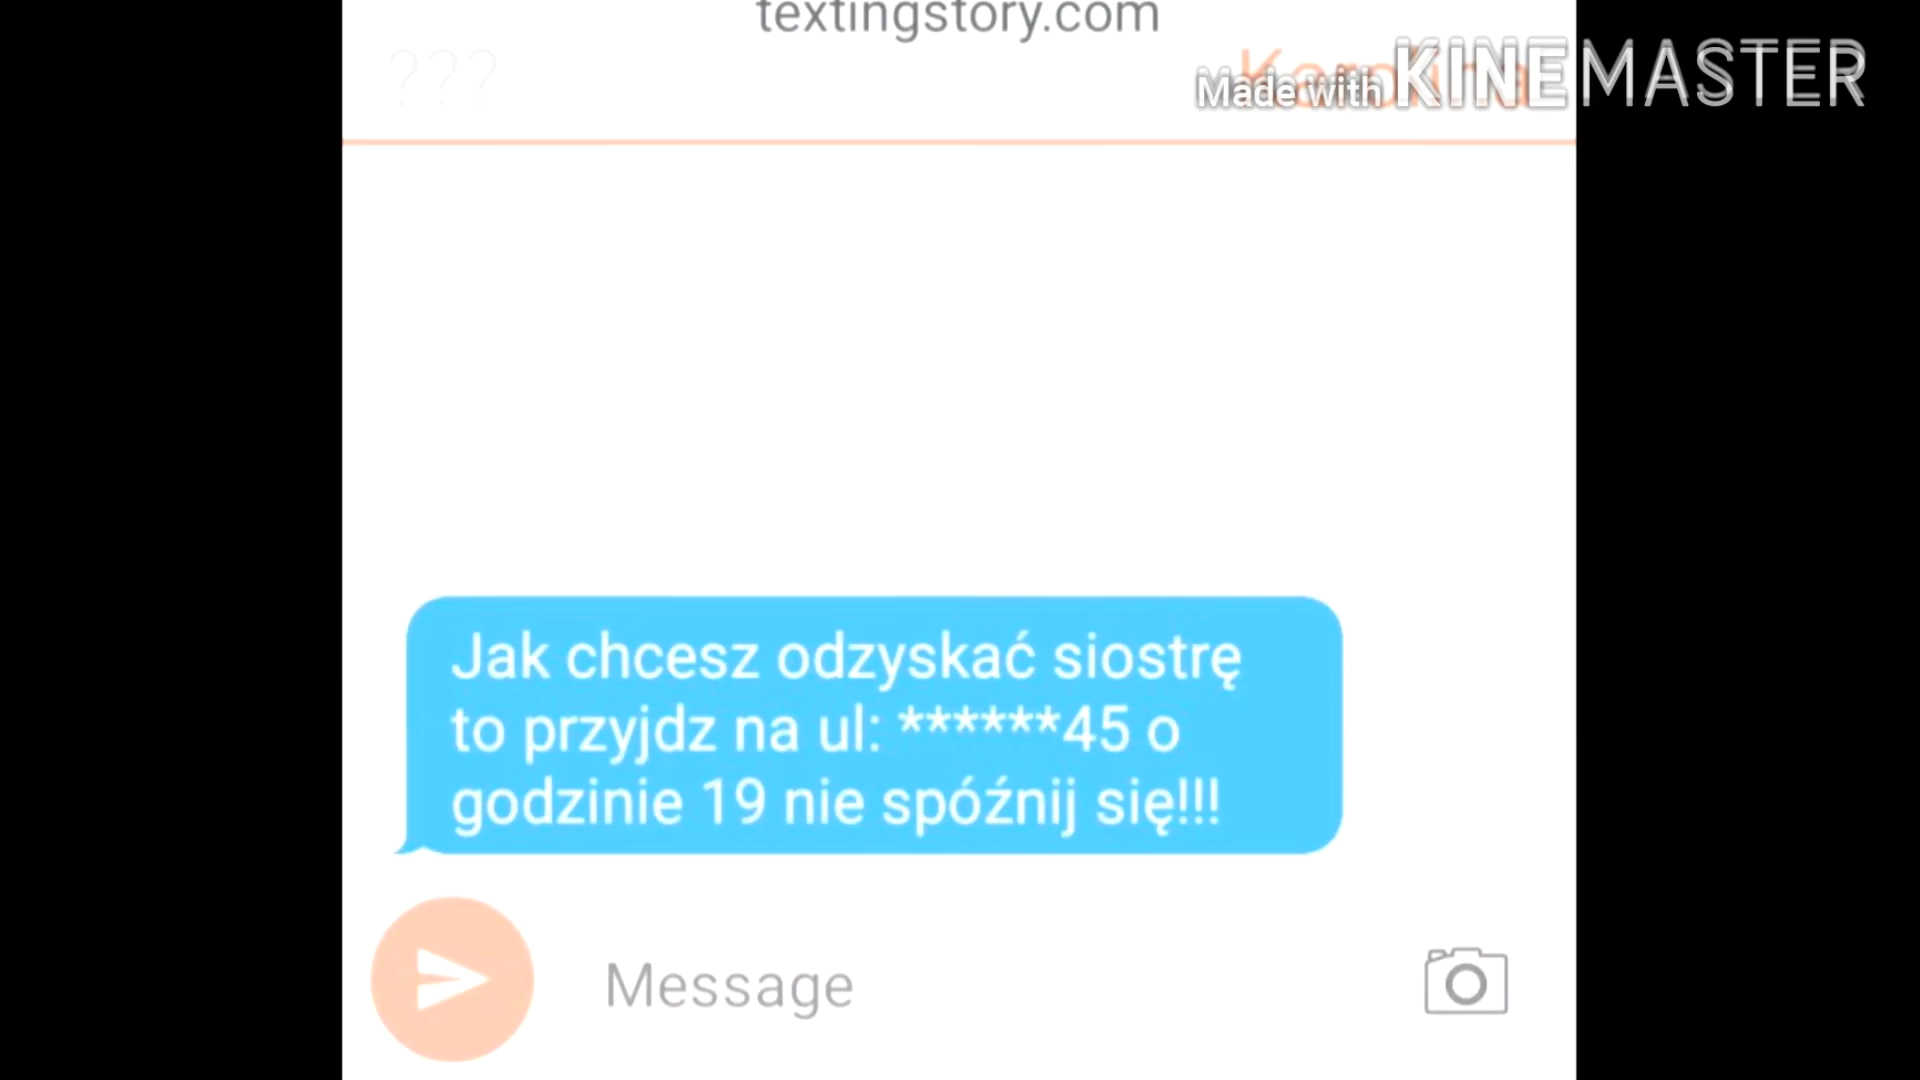 textingstory.com
???
Karolina
Made with KINEMASTER
Jak chcesz odzyskać siostrę
to przyjdz na ul: ******45 o
godzinie 19 nie spóźnij się!!!
Message